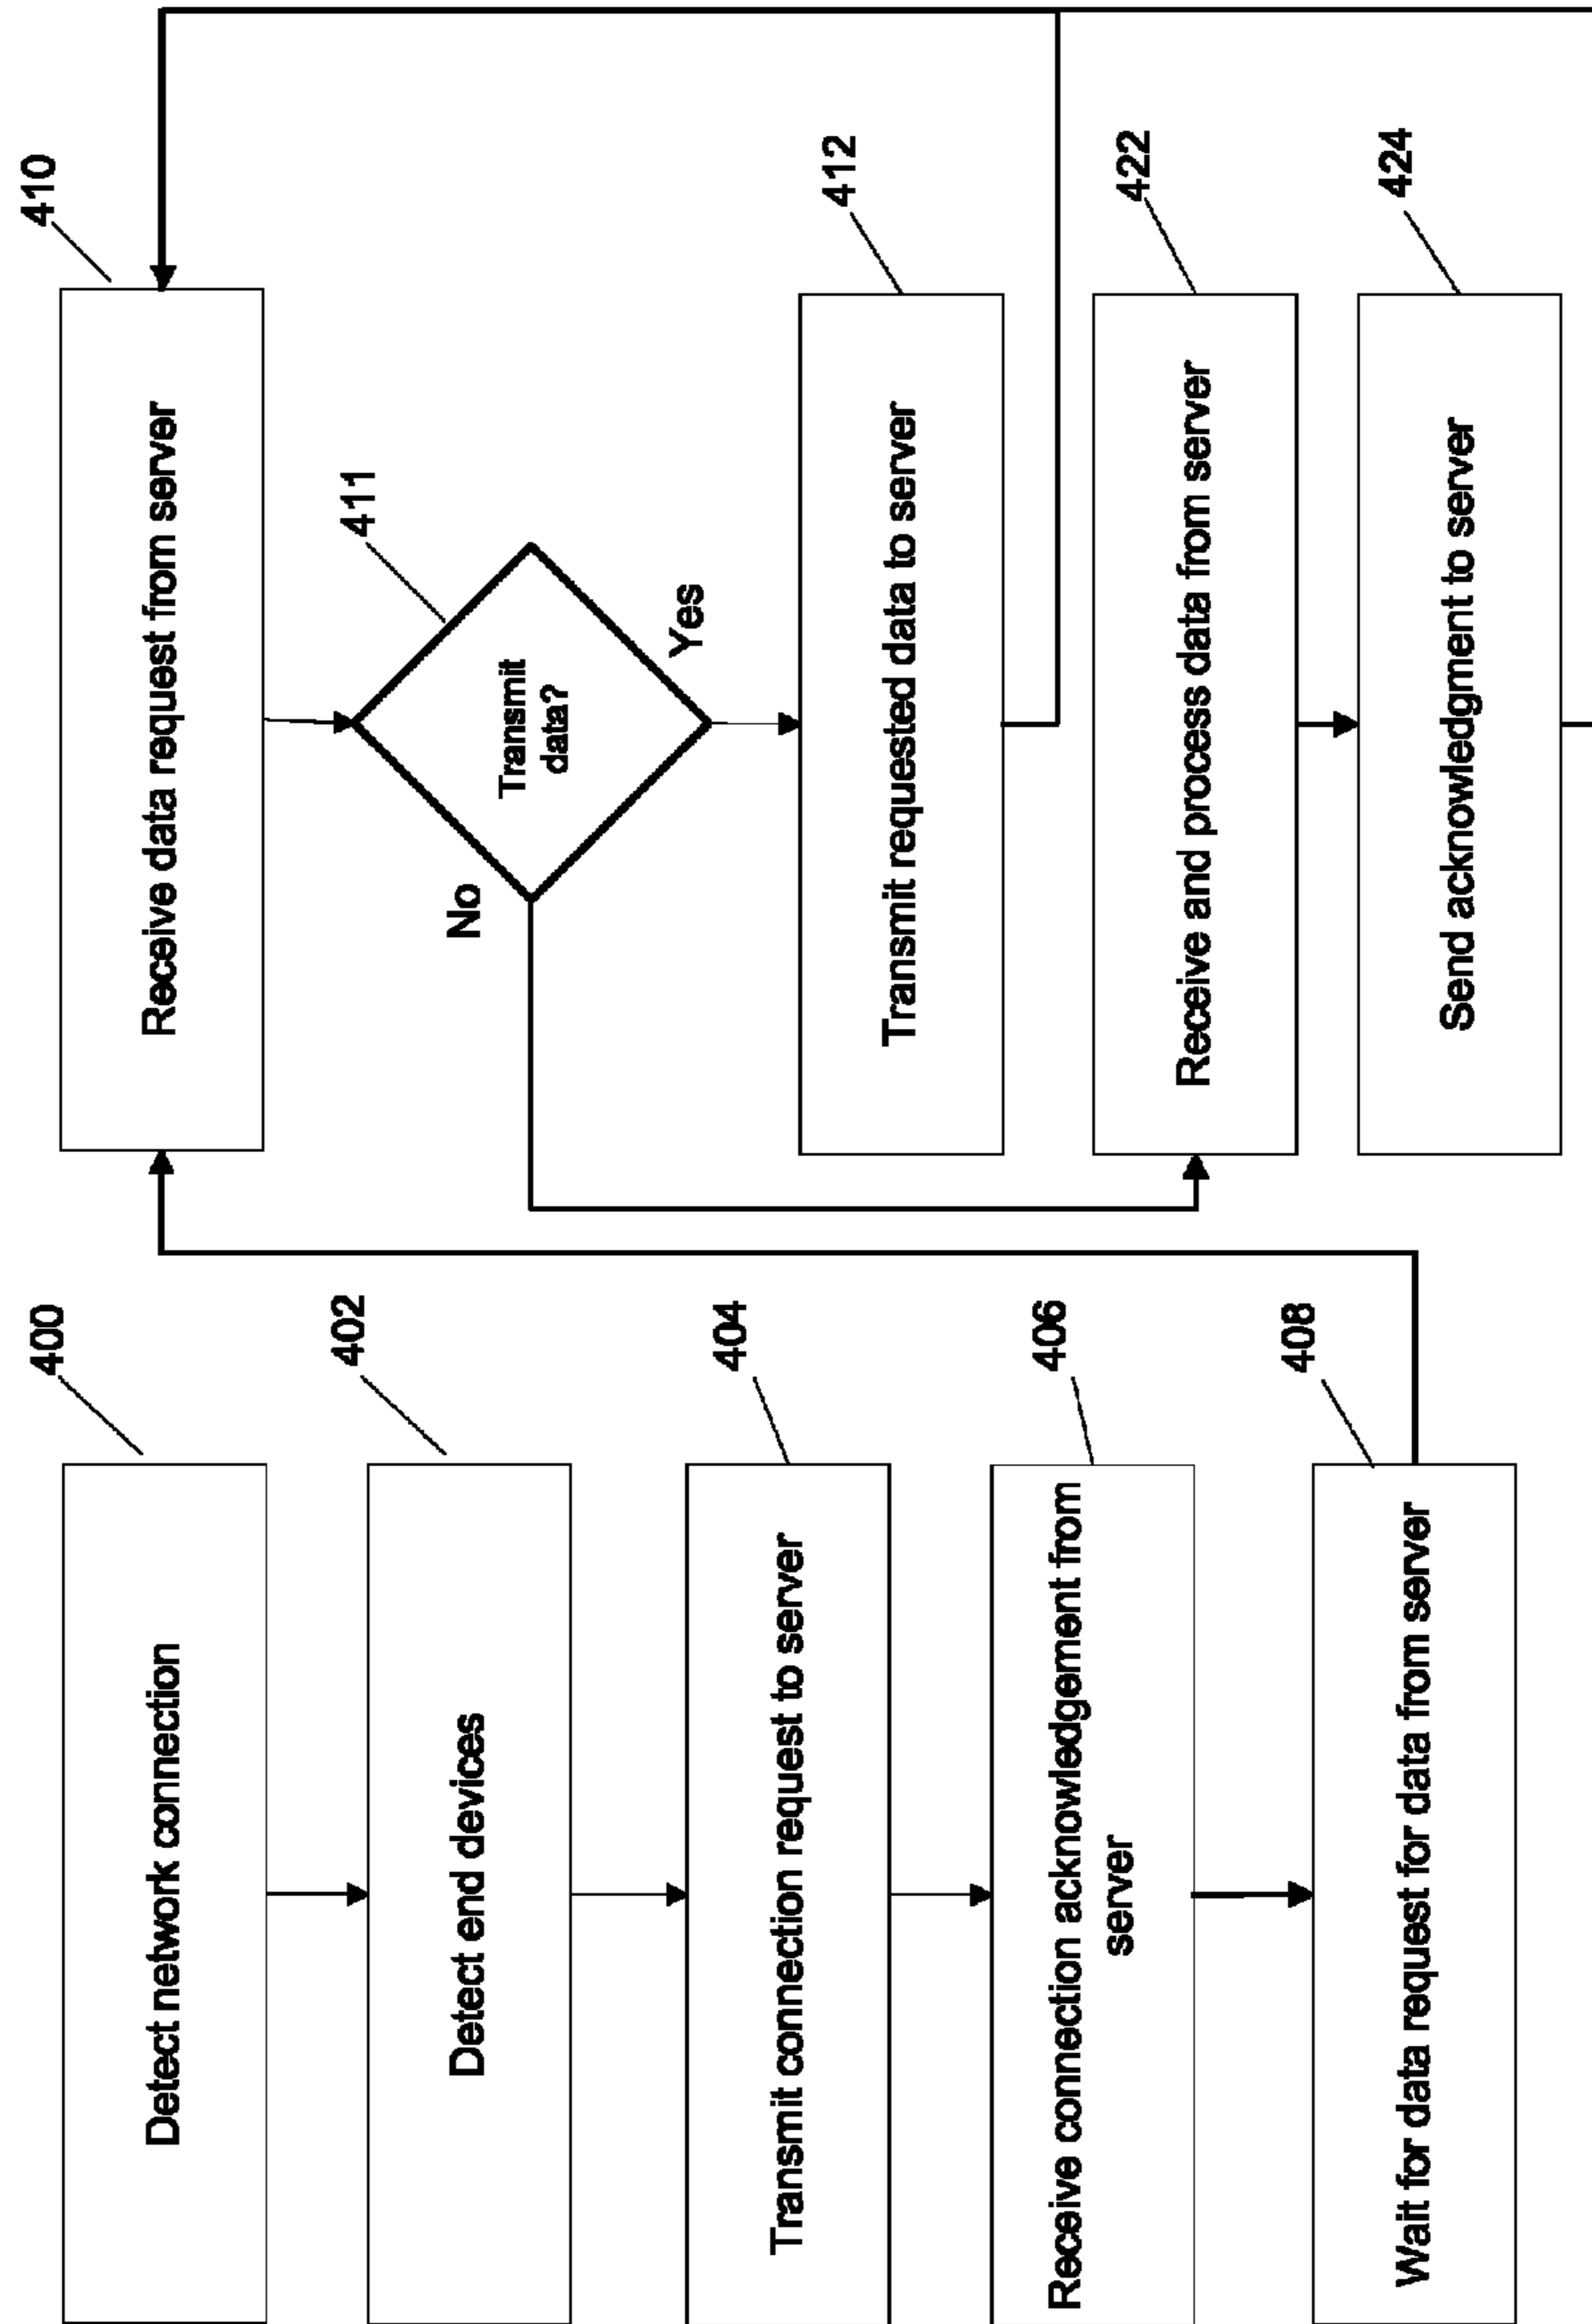 400
Detect network connection
402
Detect end devices
404
Transmit connection request to server
406
Receive connection acknowledgement from
server
408
Wait for data request for data from server
410
Receive data request from server
411
Transmit
data?
No
Yes
412
Transmit requested data to server
422
Receive and process data from server
424
Send acknowledgment to server